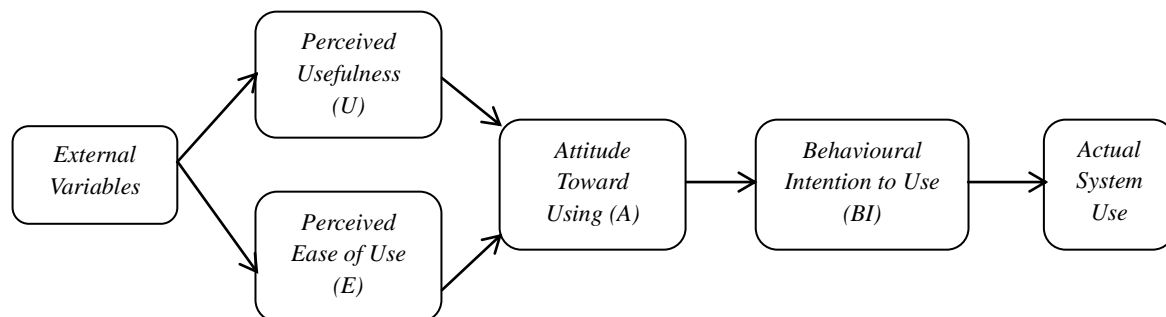 External
Variables
Perceived
Usefulness
(U)
Perceived
Ease of Use
(E)
Attitude
Toward
Using (A)
Behavioural
Intention to Use
(BI)
Actual
System
Use